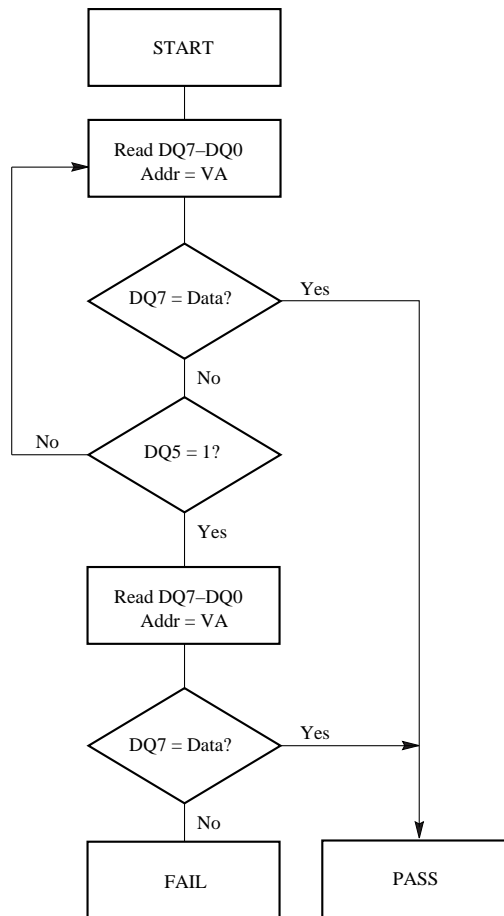 START
Read DQ7–DQ0
Addr = VA
DQ7 = Data?
Yes
No
No
DQ5 = 1?
Yes
Read DQ7–DQ0
Addr = VA
DQ7 = Data?
Yes
No
FAIL
PASS